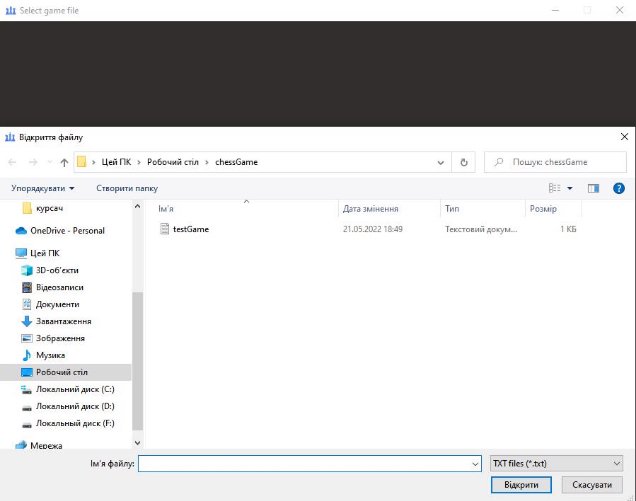 Select game file
Відкриття файлу
Цей ПК > Робочий стіл > chessGame
Пошук: chessGame
Упорядкувати
Створити папку
Ім'я
Дата змінення
Тип
Розмір
testGame
21.05.2022 18:49
Текстовий докум...
1 КБ
курсач
OneDrive - Personal
Цей ПК
3D-об'єкти
Відеозаписи
Документи
Завантаження
Зображення
Музика
Робочий стіл
Локальний диск (C:)
Локальний диск (D:)
Локальный диск (F:)
Мережа
Ім'я файлу:
TXT files (*.txt)
Відкрити
Скасувати